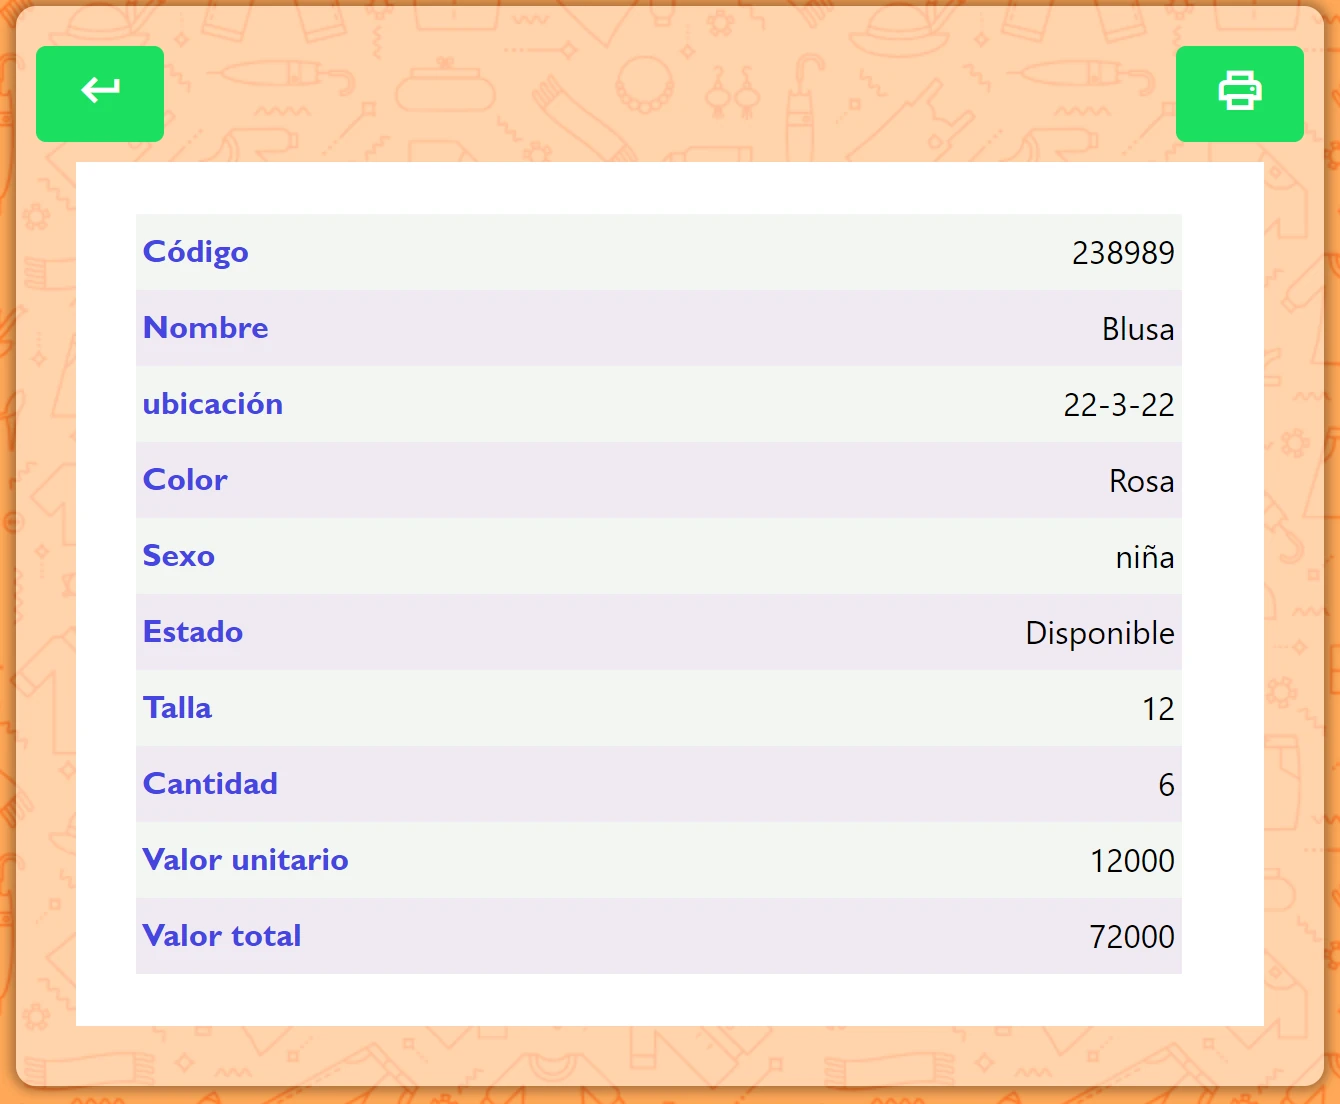 Código 238989
Nombre Blusa
ubicación 22-3-22
Color Rosa
Sexo niña
Estado Disponible
Talla 12
Cantidad 6
Valor unitario 12000
Valor total 72000